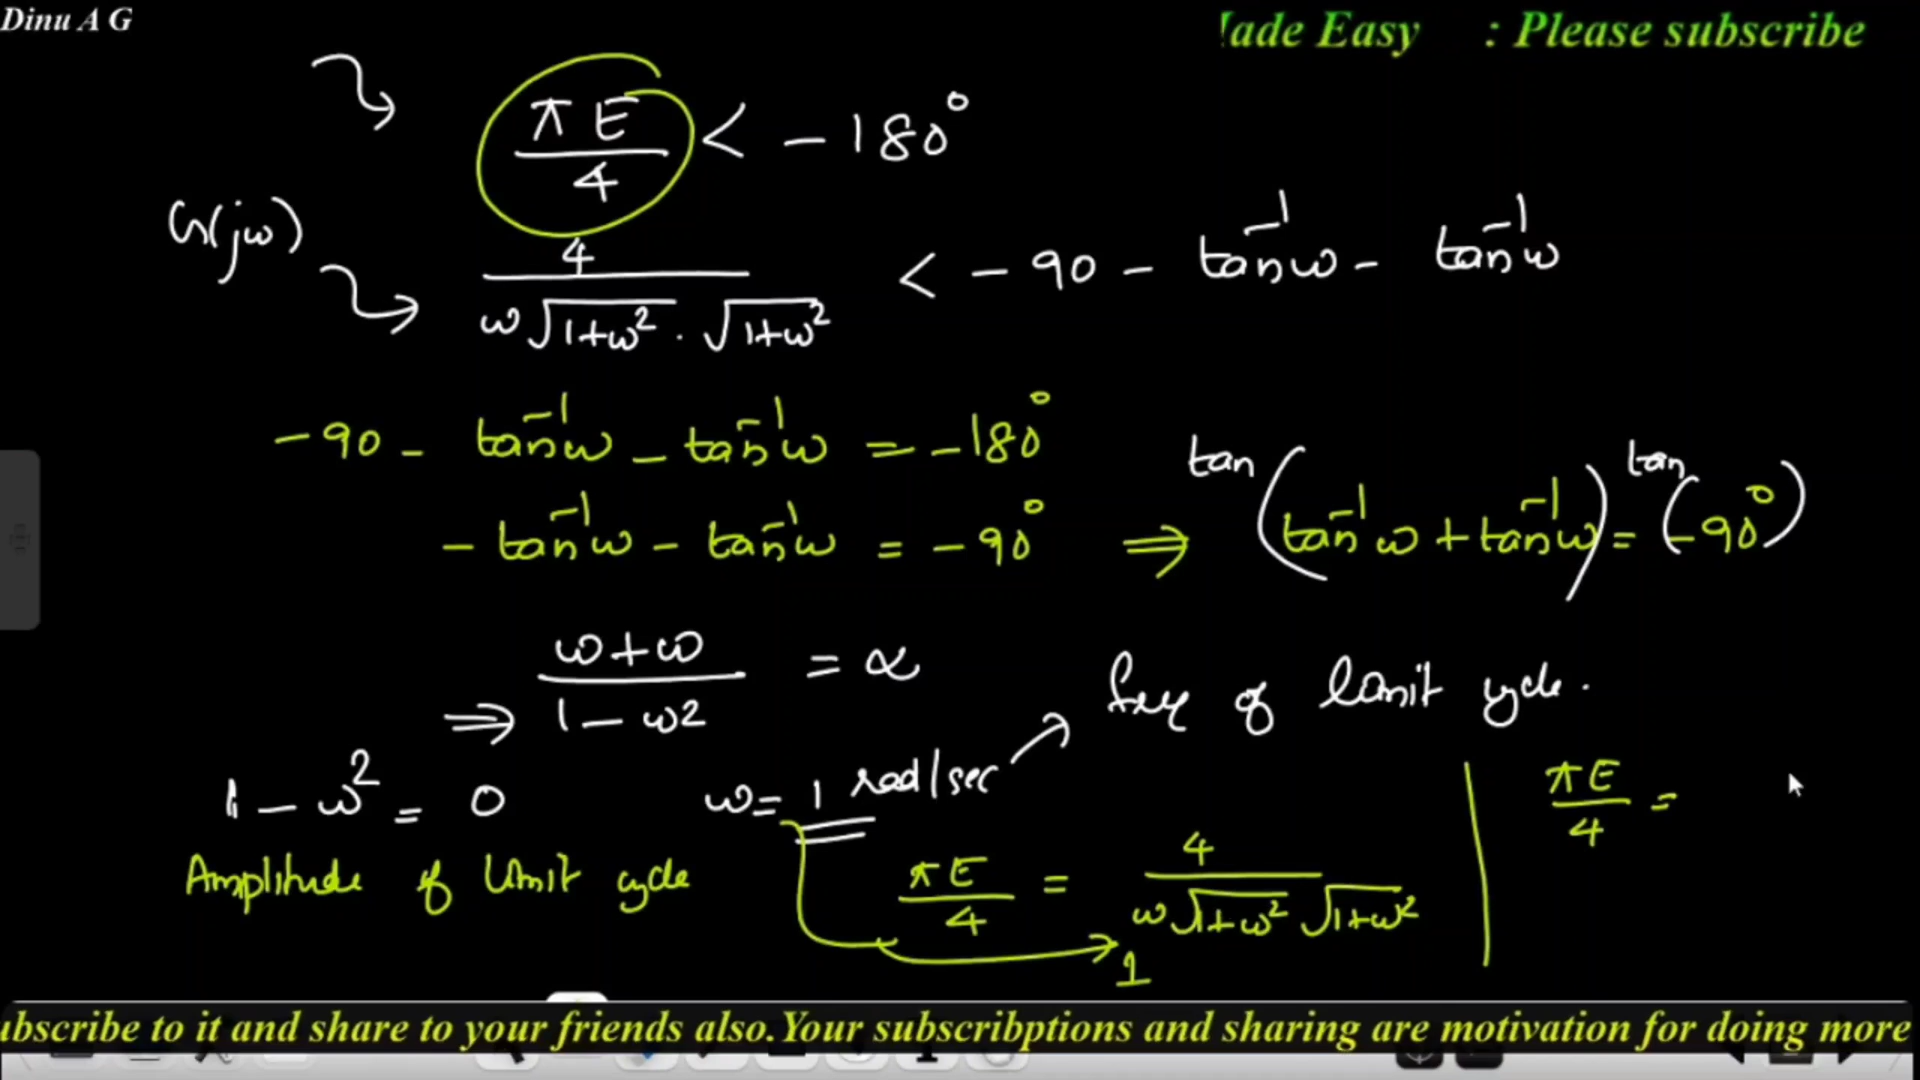 Dinu A G
ade Easy : Please subscribe
πE/4 < -180°
G(jω)
4/(ω√(1+ω²) · √(1+ω²)) < -90 - tan⁻¹ω - tan⁻¹ω
-90 - tan⁻¹ω - tan⁻¹ω = -180°
-tan⁻¹ω - tan⁻¹ω = -90° ⇒ tan(tan⁻¹ω + tan⁻¹ω) = tan(-90°)
⇒ (ω+ω)/(1-ω2) = ∝
freq of limit cycle.
1 - ω² = 0 ω = 1 rad/sec
Amplitude of limit cycle πE/4 = 4/(ω√(1+ω²) √(1+ω²))
1
πE/4 =
ubscribe to it and share to your friends also. Your subscribptions and sharing are motivation for doing more